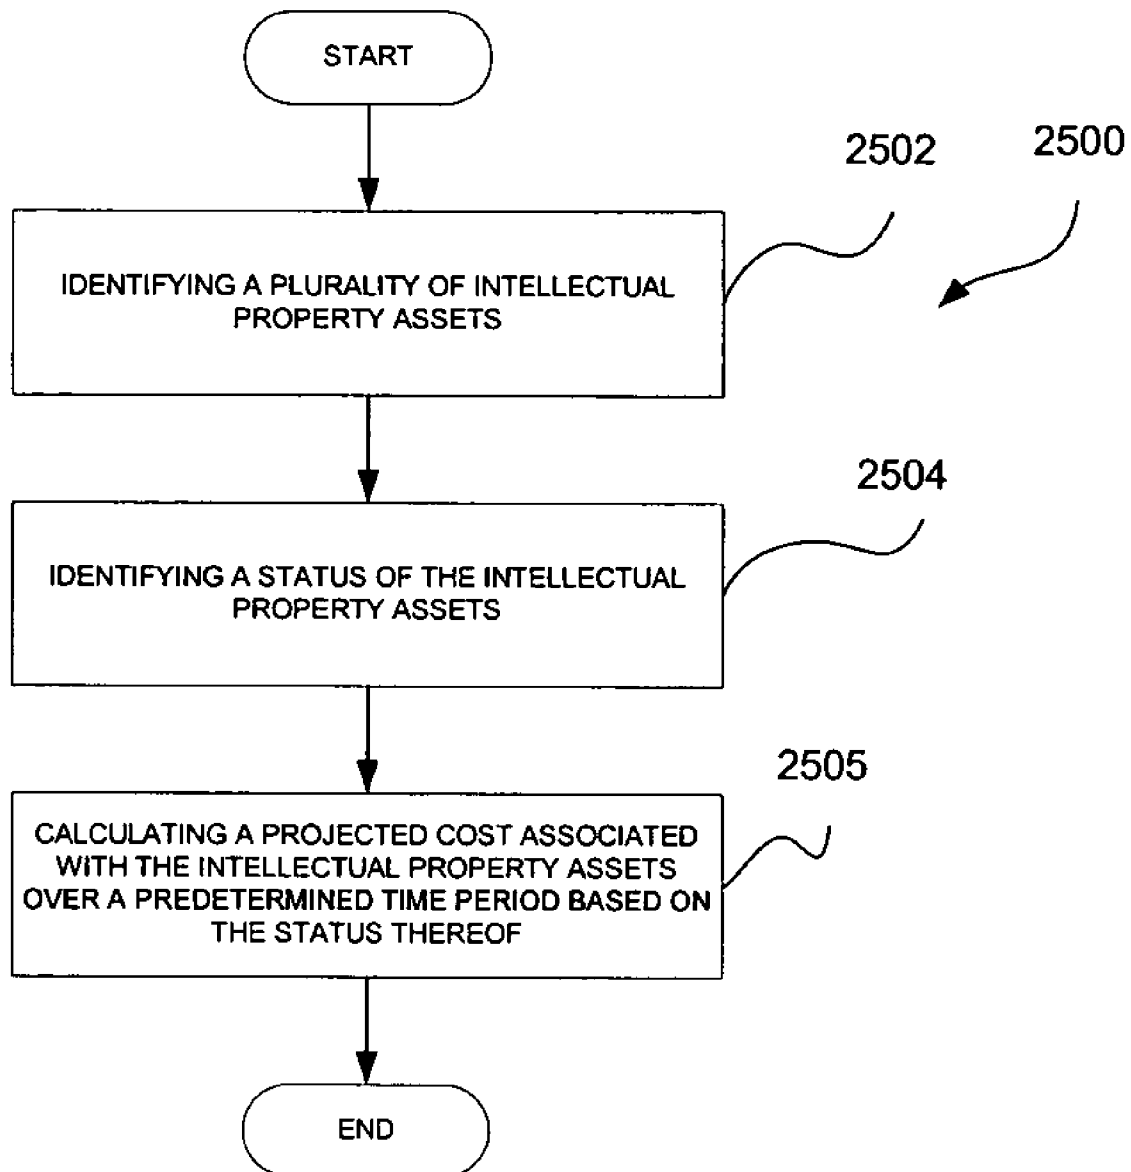 START
2502
2500
IDENTIFYING A PLURALITY OF INTELLECTUAL
PROPERTY ASSETS
2504
IDENTIFYING A STATUS OF THE INTELLECTUAL
PROPERTY ASSETS
2505
CALCULATING A PROJECTED COST ASSOCIATED
WITH THE INTELLECTUAL PROPERTY ASSETS
OVER A PREDETERMINED TIME PERIOD BASED ON
THE STATUS THEREOF
END